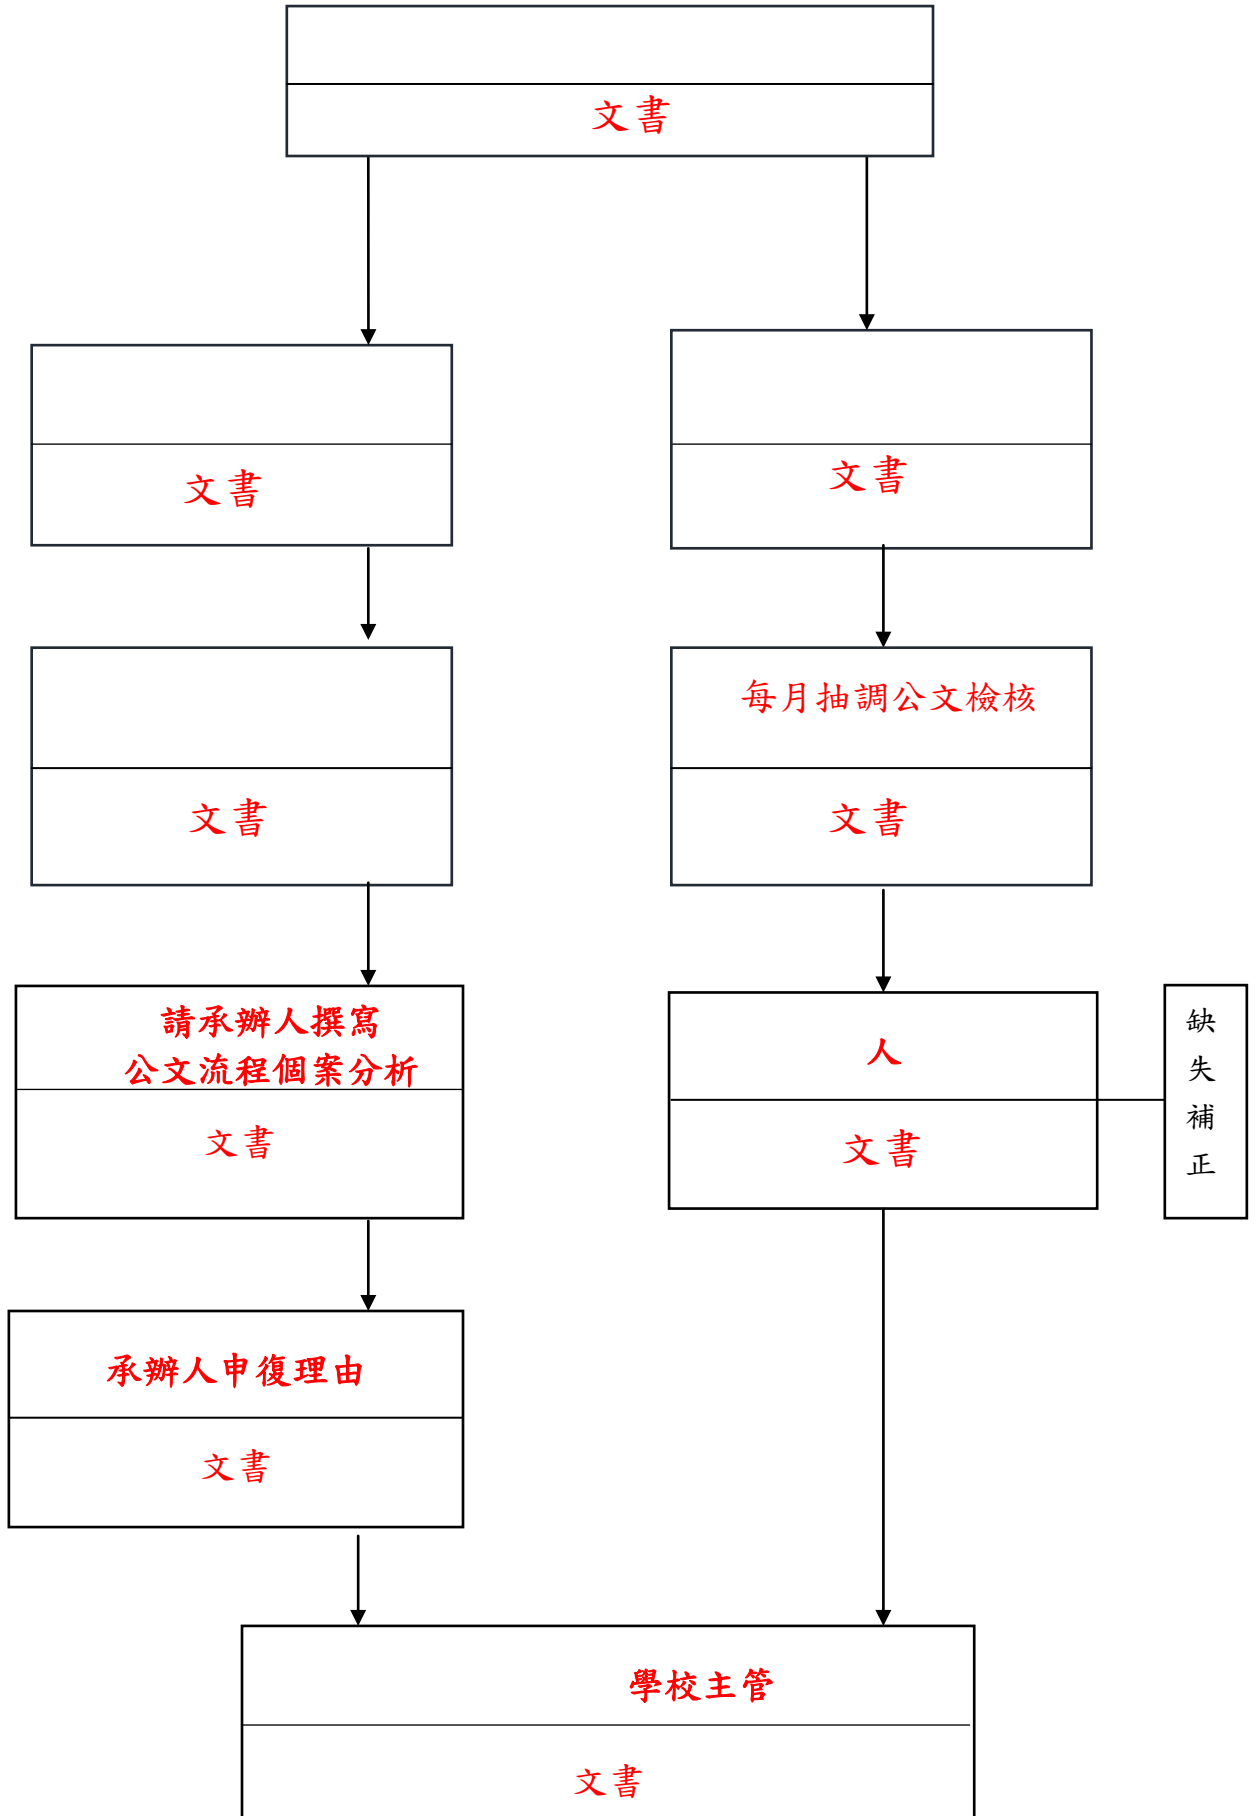 文書
文書
文書
文書
每月抽調公文檢核
文書
請承辦人撰寫
公文流程個案分析
文書
人
文書
缺
失
補
正
承辦人申復理由
文書
學校主管
文書